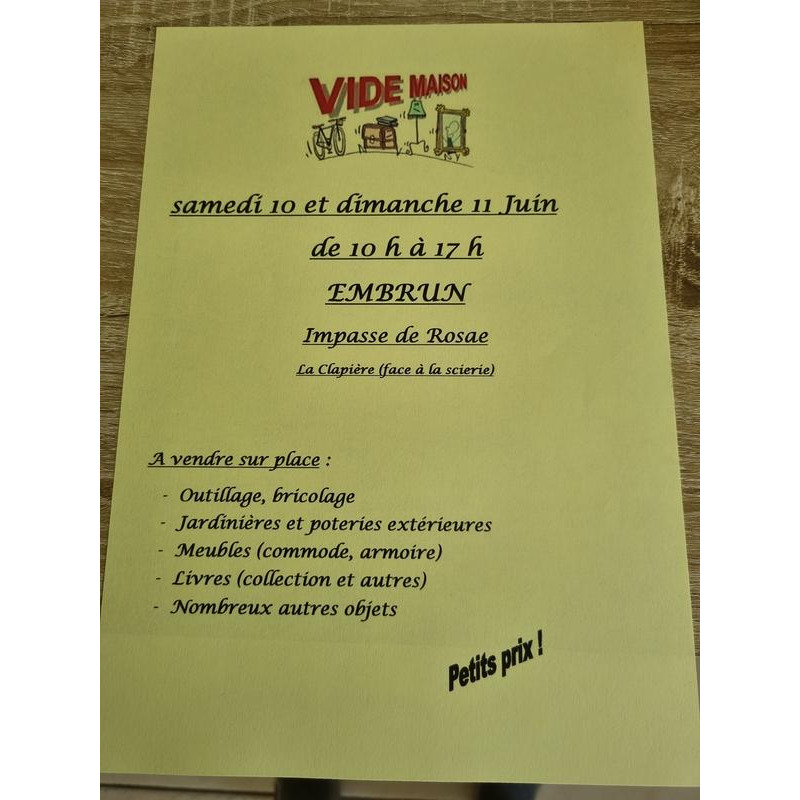 VIDE MAISON
samedi 10 et dimanche 11 Juin
de 10 h à 17 h
EMBRUN
Impasse de Rosae
La Clapière (face à la scierie)
A vendre sur place :
- Outillage, bricolage
- Jardinières et poteries extérieures
- Meubles (commode, armoire)
- Livres (collection et autres)
- Nombreux autres objets
Petits prix !